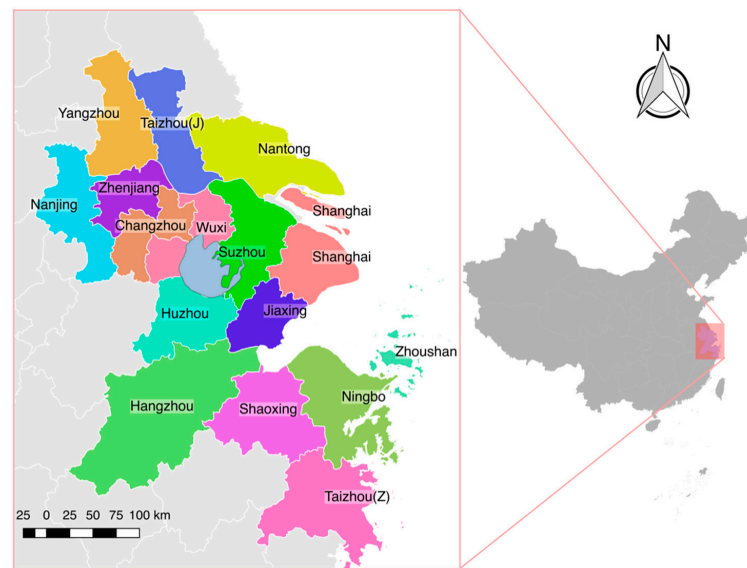 N
Yangzhou
Taizhou(J)
Nantong
Zhenjiang
Nanjing
Shanghai
Changzhou
Wuxi
Suzhou
Shanghai
Huzhou
Jiaxing
Zhoushan
Hangzhou
Shaoxing
Ningbo
Taizhou(Z)
25 0 25 50 75 100 km